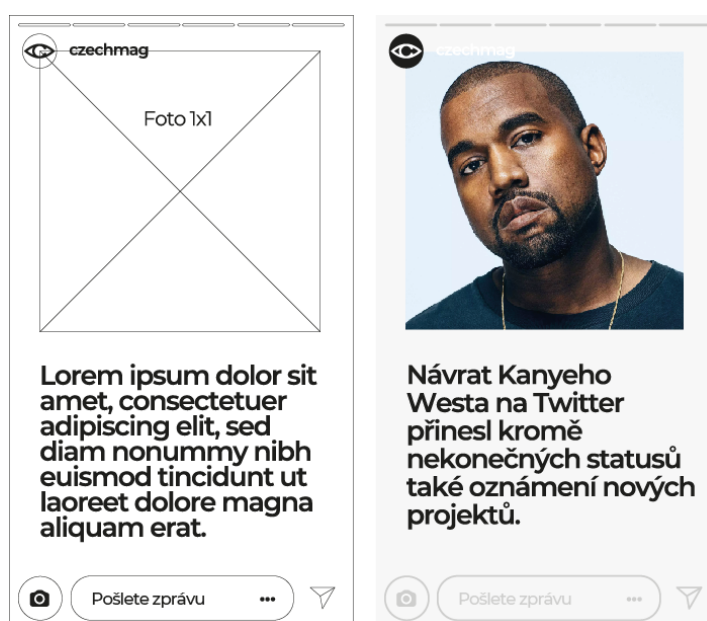 czechmag
Foto 1x1
Lorem ipsum dolor sit
amet, consectetuer
adipiscing elit, sed
diam nonummy nibh
euismod tincidunt ut
laoreet dolore magna
aliquam erat.
Pošlete zprávu
czechmag
Návrat Kanyeho
Westa na Twitter
přinesl kromě
nekonečných statusů
také oznámení nových
projektů.
Pošlete zprávu